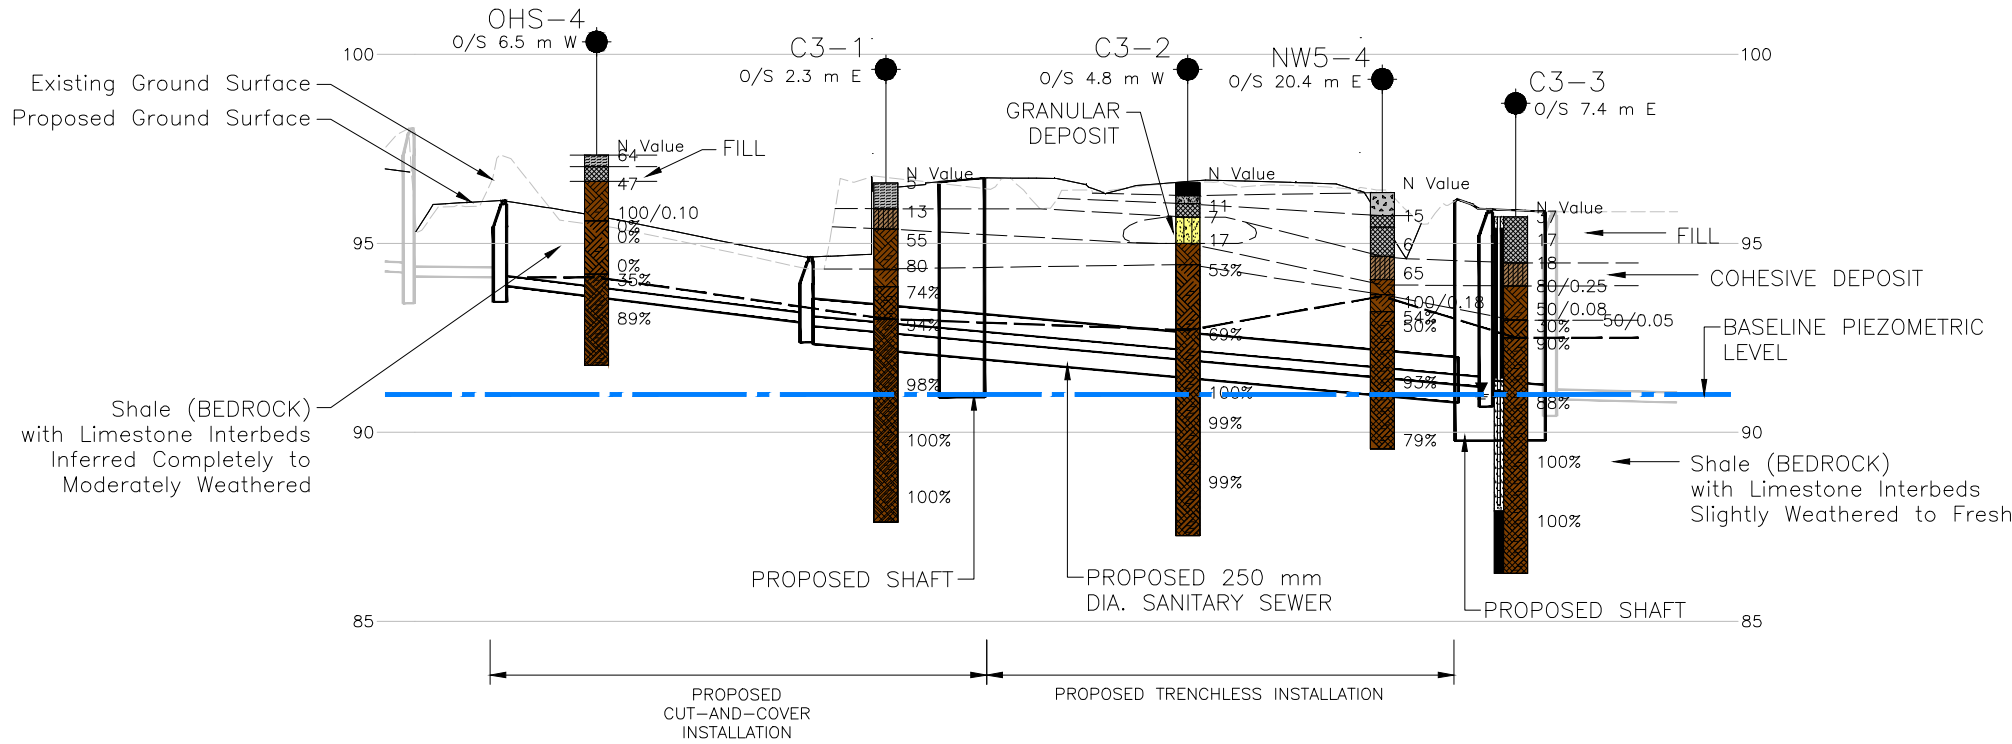 OHS-4
O/S 6.5 m W
C3-1
O/S 2.3 m E
C3-2
O/S 4.8 m W
NW5-4
O/S 20.4 m E
C3-3
O/S 7.4 m E
100
100
Existing Ground Surface
Proposed Ground Surface
GRANULAR
DEPOSIT
N Value
64
47
100/0.10
0%
0%
0%
35%
89%
FILL
N Value
5
13
55
80
74%
94%
98%
100%
100%
N Value
11
7
17
53%
69%
100%
99%
99%
N Value
15
6
65
100/0.18
54%
50%
93%
79%
N Value
37
17
18
80/0.25
50/0.08
50/0.05
30%
90%
88%
100%
100%
95
95
FILL
COHESIVE DEPOSIT
BASELINE PIEZOMETRIC
LEVEL
Shale (BEDROCK)
with Limestone Interbeds
Inferred Completely to
Moderately Weathered
90
90
Shale (BEDROCK)
with Limestone Interbeds
Slightly Weathered to Fresh
PROPOSED SHAFT
PROPOSED 250 mm
DIA. SANITARY SEWER
PROPOSED SHAFT
85
85
PROPOSED
CUT-AND-COVER
INSTALLATION
PROPOSED TRENCHLESS INSTALLATION